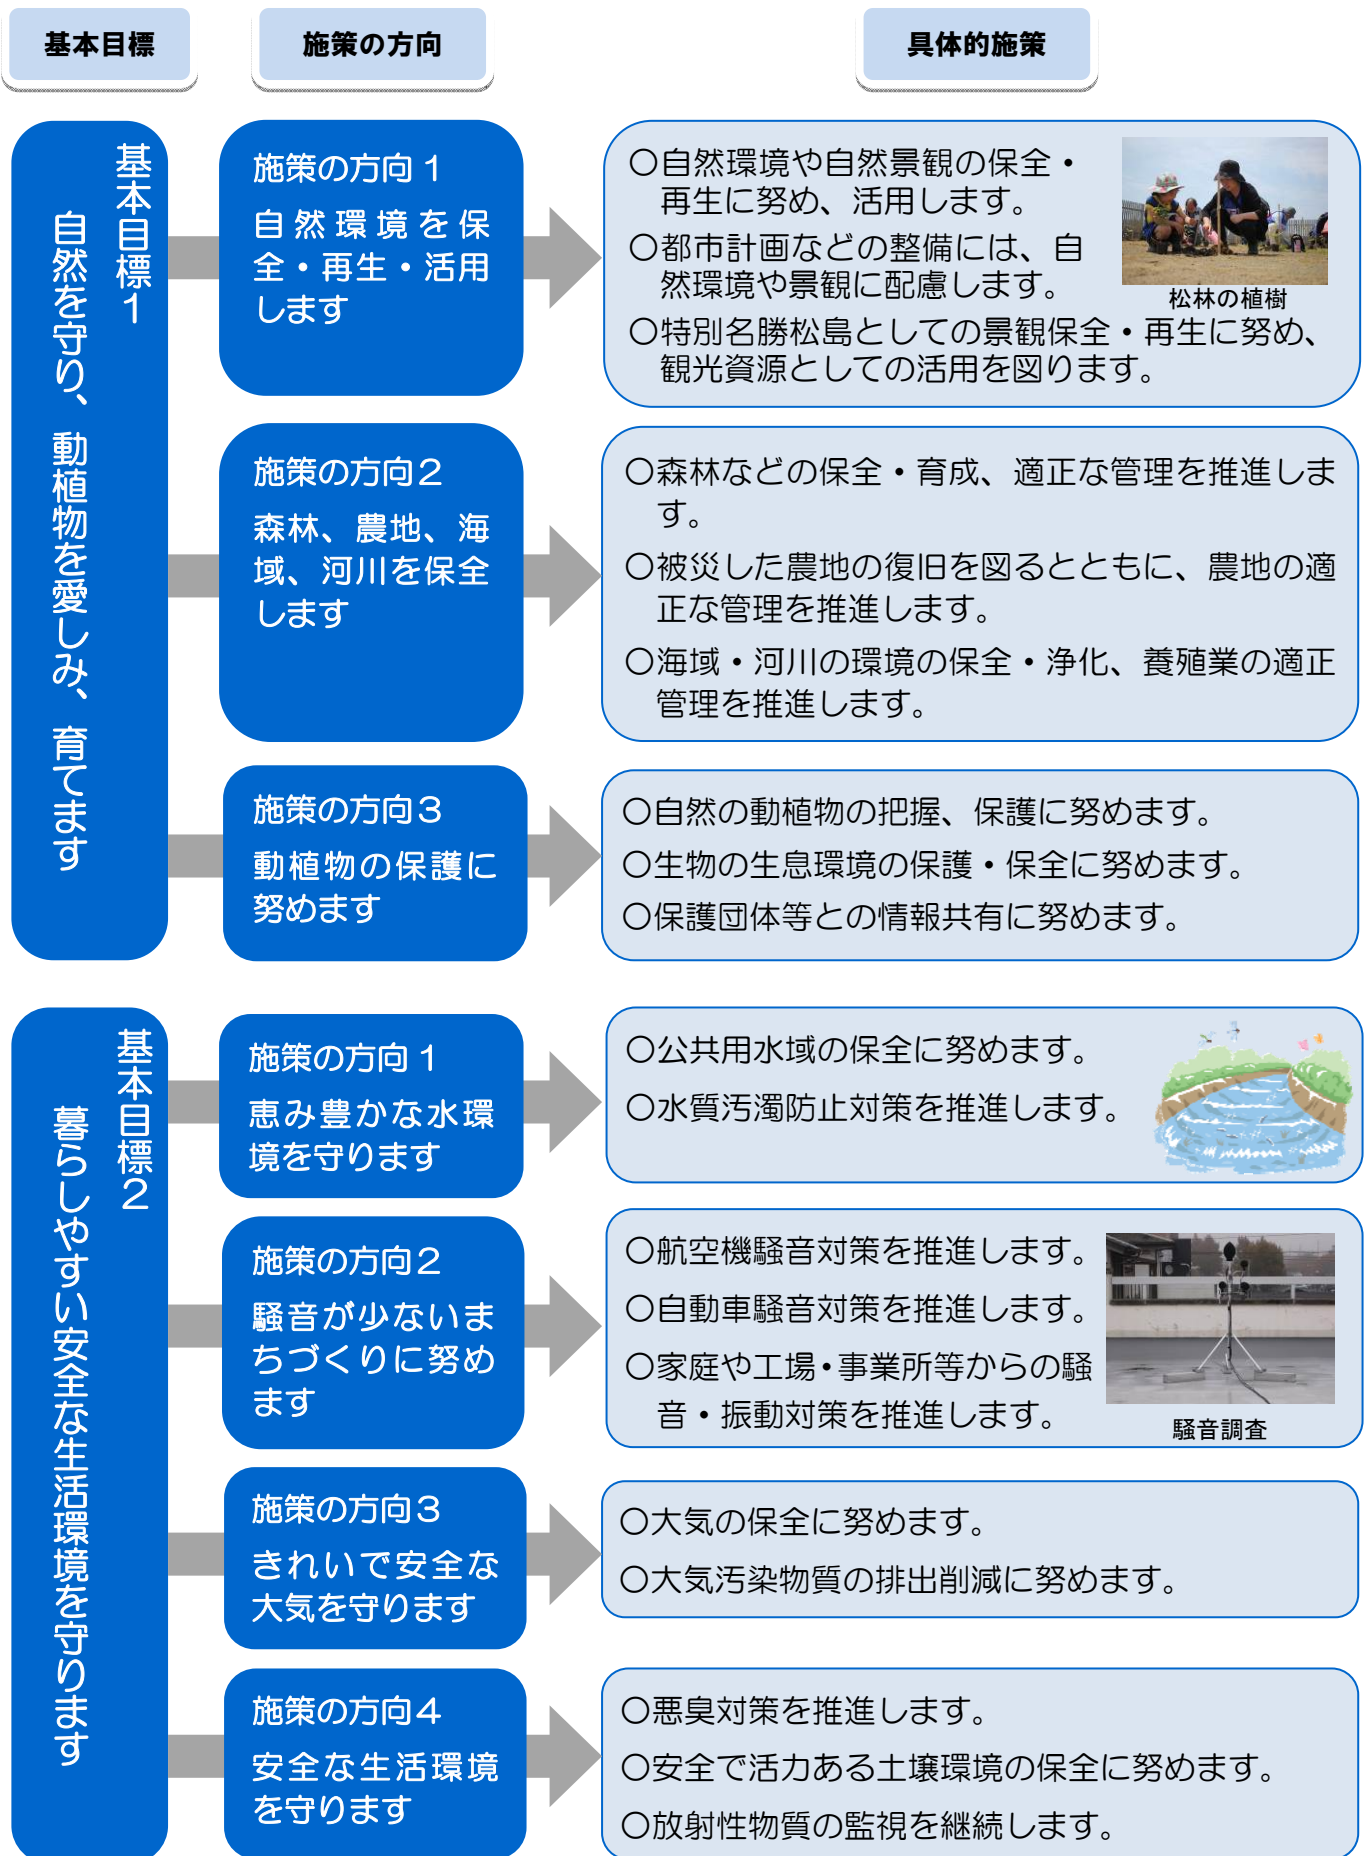 基本目標
施策の方向
具体的施策
基本目標1
自然を守り、動植物を愛しみ、育てます
施策の方向1
自然環境を保
全・再生・活用
します
〇自然環境や自然景観の保全・
再生に努め、活用します。
〇都市計画などの整備には、自
然環境や景観に配慮します。
松林の植樹
〇特別名勝松島としての景観保全・再生に努め、
観光資源としての活用を図ります。
施策の方向2
森林、農地、海
域、河川を保全
します
〇森林などの保全・育成、適正な管理を推進しま
す。
〇被災した農地の復旧を図るとともに、農地の適
正な管理を推進します。
〇海域・河川の環境の保全・浄化、養殖業の適正
管理を推進します。
施策の方向3
動植物の保護に
努めます
〇自然の動植物の把握、保護に努めます。
〇生物の生息環境の保護・保全に努めます。
〇保護団体等との情報共有に努めます。
基本目標2
暮らしやすい安全な生活環境を守ります
施策の方向1
恵み豊かな水環
境を守ります
〇公共用水域の保全に努めます。
〇水質汚濁防止対策を推進します。
施策の方向2
騒音が少ないま
ちづくりに努め
ます
〇航空機騒音対策を推進します。
〇自動車騒音対策を推進します。
〇家庭や工場・事業所等からの騒
音・振動対策を推進します。
騒音調査
施策の方向3
きれいで安全な
大気を守ります
〇大気の保全に努めます。
〇大気汚染物質の排出削減に努めます。
施策の方向4
安全な生活環境
を守ります
〇悪臭対策を推進します。
〇安全で活力ある土壌環境の保全に努めます。
〇放射性物質の監視を継続します。